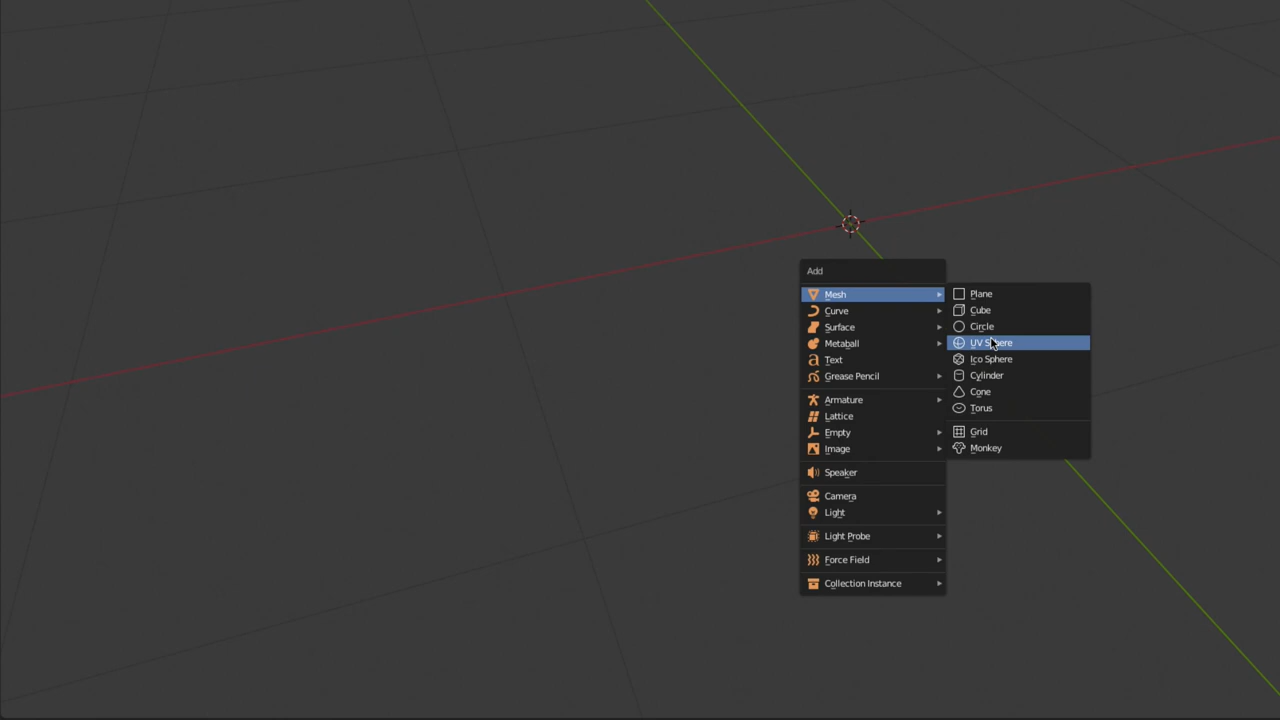 Add
Mesh
Curve
Surface
Metaball
Text
Grease Pencil
Armature
Lattice
Empty
Image
Speaker
Camera
Light
Light Probe
Force Field
Collection Instance
Plane
Cube
Circle
UV Sphere
Ico Sphere
Cylinder
Cone
Torus
Grid
Monkey